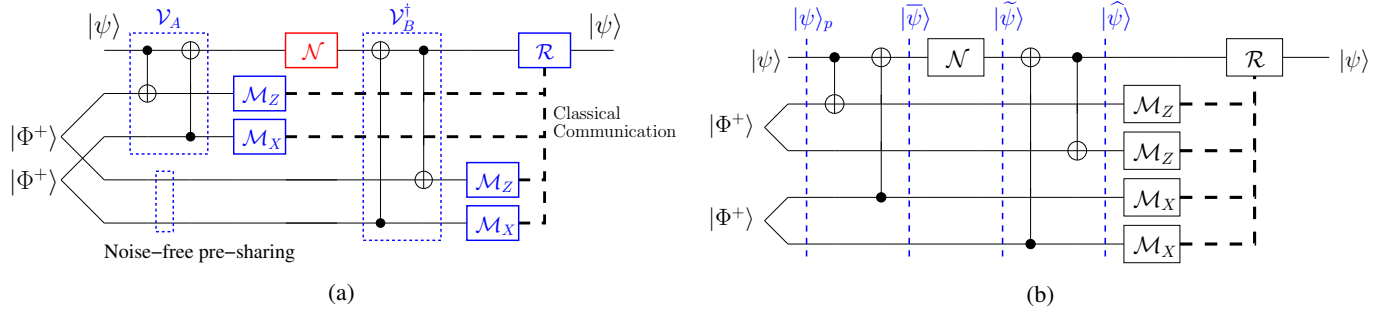 𝒱_A
𝒱_B^†
|ψ⟩
𝒩
ℛ
|ψ⟩
ℳ_Z
ℳ_X
Classical
Communication
|Φ⁺⟩
|Φ⁺⟩
ℳ_Z
ℳ_X
Noise−free pre−sharing
(a)
|ψ⟩_p
|ψ̅⟩
|ψ̃⟩
|ψ̂⟩
|ψ⟩
𝒩
ℛ
|ψ⟩
|Φ⁺⟩
ℳ_Z
ℳ_Z
|Φ⁺⟩
ℳ_X
ℳ_X
(b)